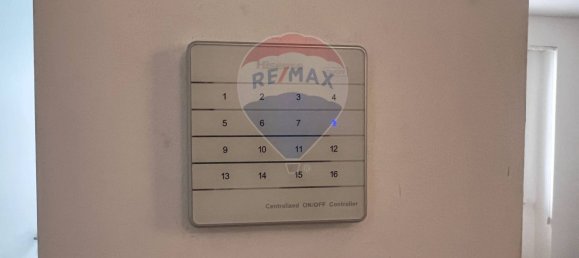 RE/MAX
1 2 3 4
5 6 7 8
9 10 11 12
13 14 15 16
Centralized ON/OFF Controller